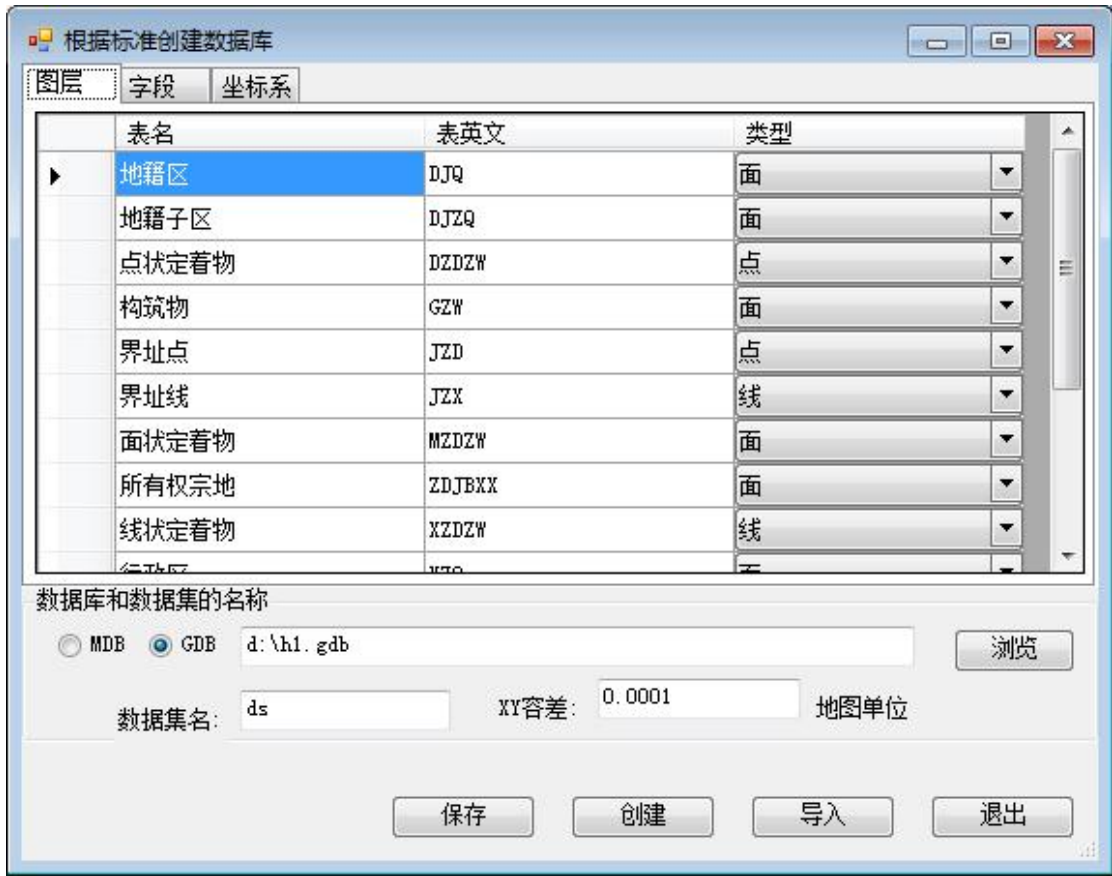 根据标准创建数据库
图层 字段 坐标系
表名 表英文 类型
地籍区 DJQ 面
地籍子区 DJZQ 面
点状定着物 DZDZW 点
构筑物 GZW 面
界址点 JZD 点
界址线 JZX 线
面状定着物 MZDZW 面
所有权宗地 ZDJBXX 面
线状定着物 XZDZW 线
行政区 XZQ 面
数据库和数据集的名称
MDB GDB d:\h1.gdb 浏览
数据集名: ds XY容差: 0.0001 地图单位
保存 创建 导入 退出